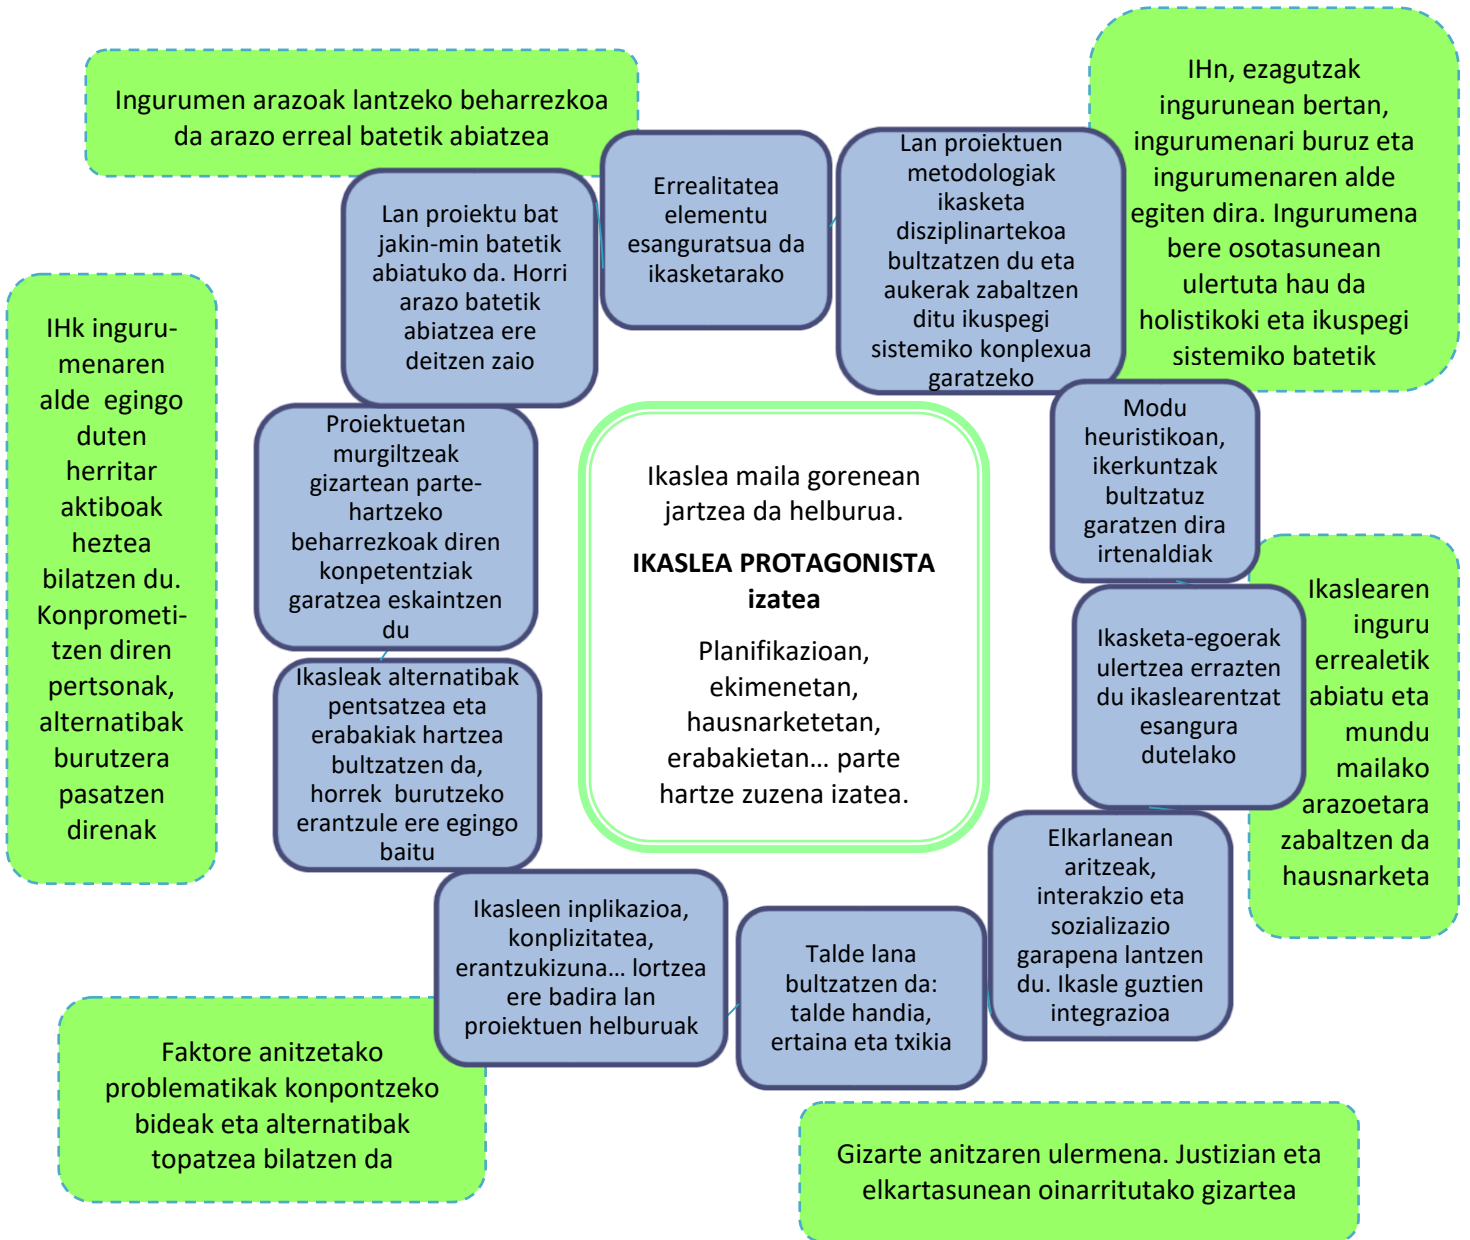 Ingurumen arazoak lantzeko beharrezkoa
da arazo erreal batetik abiatzea
IHn, ezagutzak
ingurunean bertan,
ingurumenari buruz eta
ingurumenaren alde
egiten dira. Ingurumena
bere osotasunean
ulertuta hau da
holistikoki eta ikuspegi
sistemiko batetik
Lan proiektu bat
jakin-min batetik
abiatuko da. Horri
arazo batetik
abiatzea ere
deitzen zaio
Errealitatea
elementu
esanguratsua da
ikasketarako
Lan proiektuen
metodologiak
ikasketa
disziplinartekoa
bultzatzen du eta
aukerak zabaltzen
ditu ikuspegi
sistemiko konplexua
garatzeko
IHk inguru-
menaren
alde egingo
duten
herritar
aktiboak
heztea
bilatzen du.
Konprometi-
tzen diren
pertsonak,
alternatibak
burutzera
pasatzen
direnak
Proiektuetan
murgiltzeak
gizartean parte-
hartzeko
beharrezkoak diren
konpetentziak
garatzea eskaintzen
du
Ikaslea maila gorenean
jartzea da helburua.
IKASLEA PROTAGONISTA
izatea
Planifikazioan,
ekimenetan,
hausnarketetan,
erabakietan... parte
hartze zuzena izatea.
Modu
heuristikoan,
ikerkuntzak
bultzatuz
garatzen dira
irtenaldiak
Ikasketa-egoerak
ulertzea errazten
du ikaslearentzat
esangura
dutelako
Ikaslearen
inguru
errealetik
abiatu eta
mundu
mailako
arazoetara
zabaltzen da
hausnarketa
Ikasleak alternatibak
pentsatzea eta
erabakiak hartzea
bultzatzen da,
horrek burutzeko
erantzule ere egingo
baitu
Elkarlanean
aritzeak,
interakzio eta
sozializazio
garapena lantzen
du. Ikasle guztien
integrazioa
Ikasleen inplikazioa,
konplizitatea,
erantzukizuna... lortzea
ere badira lan
proiektuen helburuak
Talde lana
bultzatzen da:
talde handia,
ertaina eta txikia
Faktore anitzetako
problematikak konpontzeko
bideak eta alternatibak
topatzea bilatzen da
Gizarte anitzaren ulermena. Justizian eta
elkartasunean oinarritutako gizartea